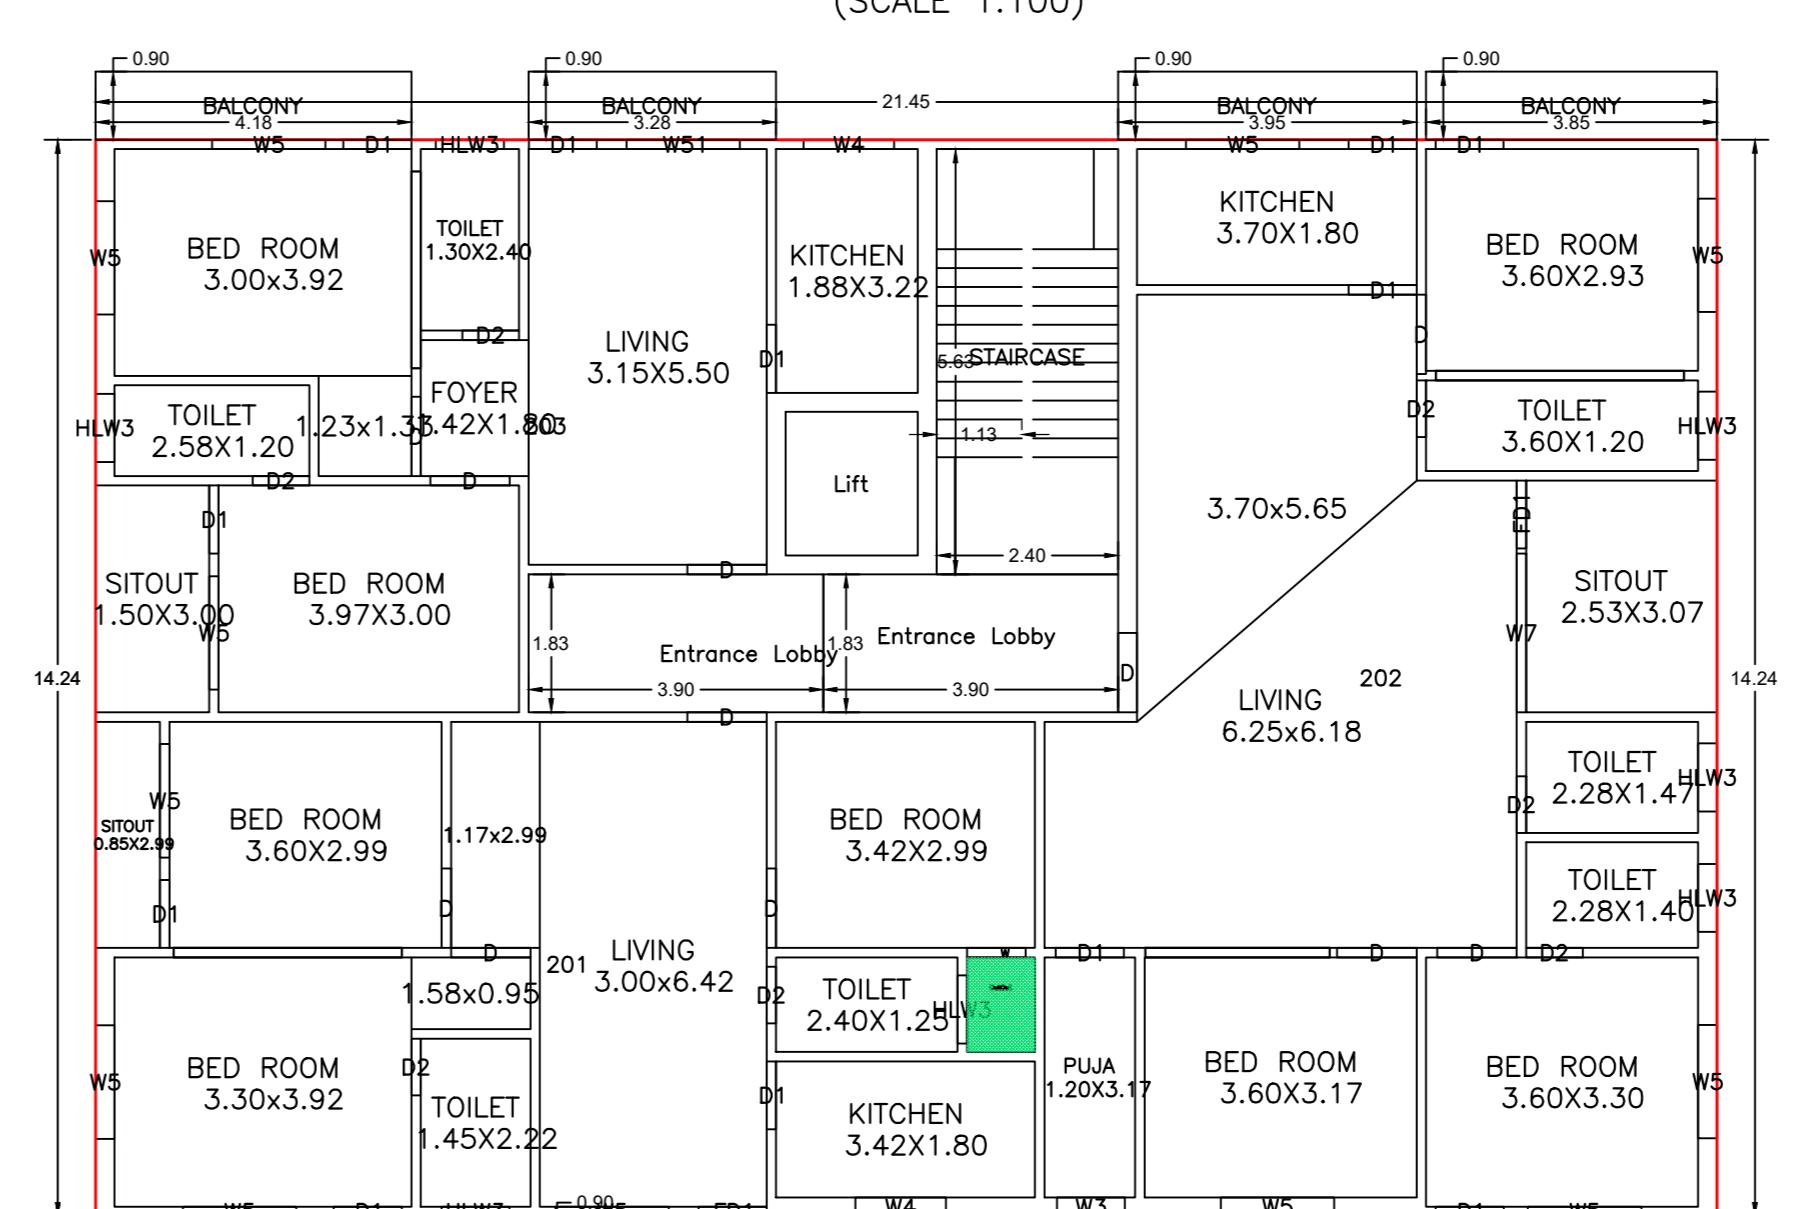 (SCALE 1:100)
0.90
0.90
0.90
0.90
BALCONY
BALCONY
21.45
BALCONY
BALCONY
4.18
3.28
3.95
3.85
W5
D1
HLW3
D1
W51
W4
W5
D1
D1
BED ROOM
3.00x3.92
W5
TOILET
1.30X2.40
D2
LIVING
3.15X5.50
KITCHEN
1.88X3.22
D1
5.63
STAIRCASE
1.13
2.40
KITCHEN
3.70X1.80
D1
BED ROOM
3.60X2.93
W5
D
HLW3
TOILET
2.58X1.20
1.23x1.33
D
FOYER
1.42X1.80
203
D2
D
Lift
D2
TOILET
3.60X1.20
HLW3
3.70x5.65
FD1
D1
SITOUT
1.50X3.00
W5
BED ROOM
3.97X3.00
D
1.83
Entrance Lobby
3.90
1.83
Entrance Lobby
3.90
D
SITOUT
2.53X3.07
W7
14.24
14.24
202
LIVING
6.25x6.18
D
SITOUT
0.85X2.99
W5
D1
BED ROOM
3.60X2.99
1.17x2.99
D
D
BED ROOM
3.42X2.99
D
TOILET
2.28X1.47
HLW3
D2
TOILET
2.28X1.40
HLW3
201
LIVING
3.00x6.42
1.58x0.95
D2
TOILET
2.40X1.25
HLW3
W
D1
D
D
D2
BED ROOM
3.30x3.92
W5
D2
TOILET
1.45X2.22
D1
KITCHEN
3.42X1.80
PUJA
1.20X3.17
BED ROOM
3.60X3.17
BED ROOM
3.60X3.30
W5
W5
D1
HLW3
0.90
FD1
W4
W3
W5
D1
W5